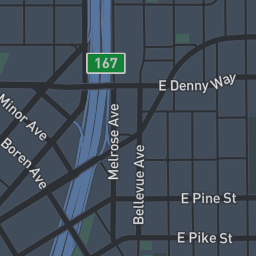 167
E Denny Way
Minor Ave
Melrose Ave
Boren Ave
Bellevue Ave
E Pine St
E Pike St